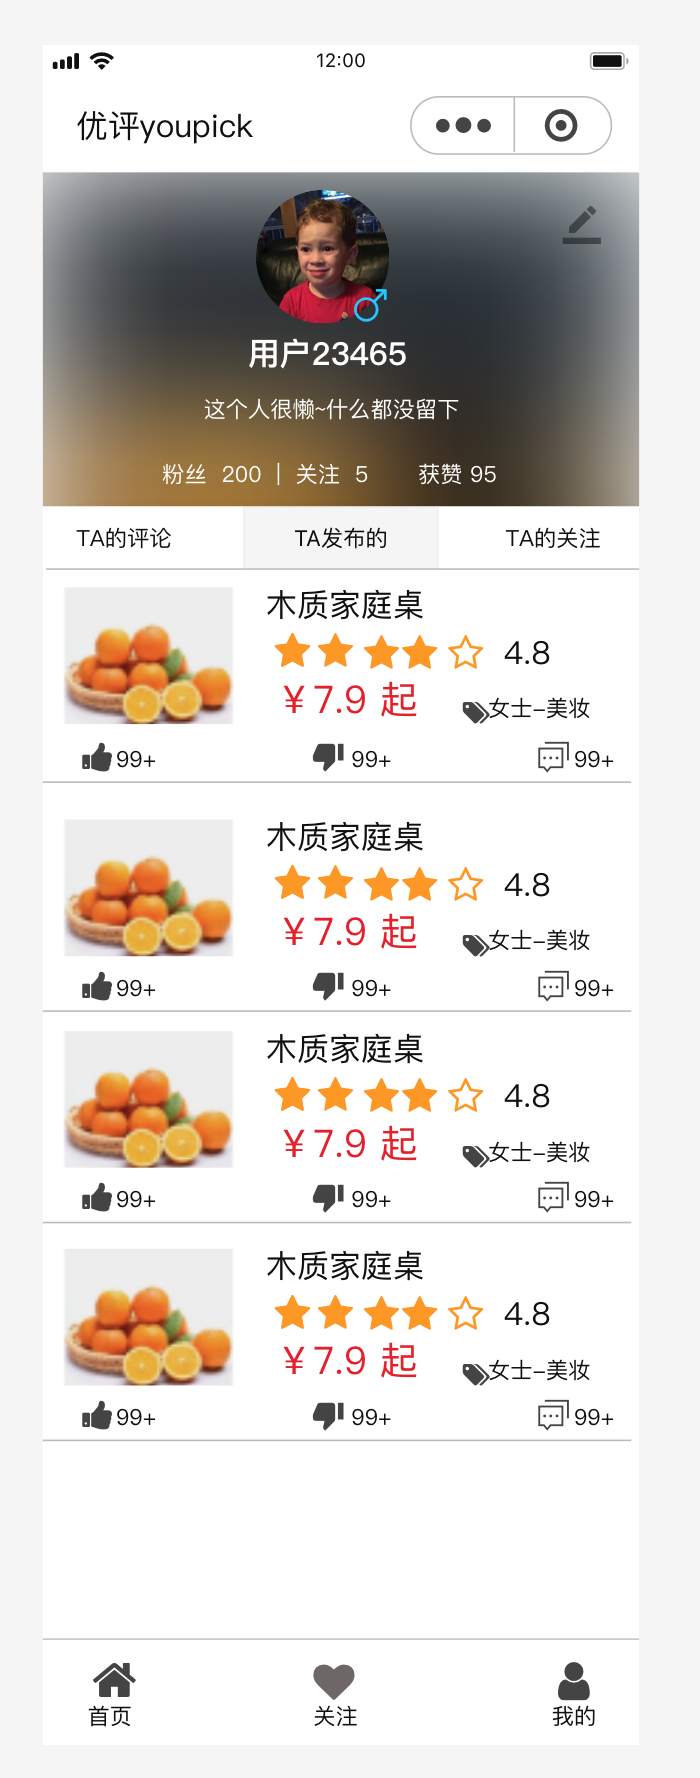 12:00
优评youpick
用户23465
这个人很懒~什么都没留下
粉丝 200 | 关注 5 获赞 95
TA的评论 TA发布的 TA的关注
木质家庭桌
4.8
¥7.9 起
女士-美妆
99+ 99+ 99+
木质家庭桌
4.8
¥7.9 起
女士-美妆
99+ 99+ 99+
木质家庭桌
4.8
¥7.9 起
女士-美妆
99+ 99+ 99+
木质家庭桌
4.8
¥7.9 起
女士-美妆
99+ 99+ 99+
首页 关注 我的